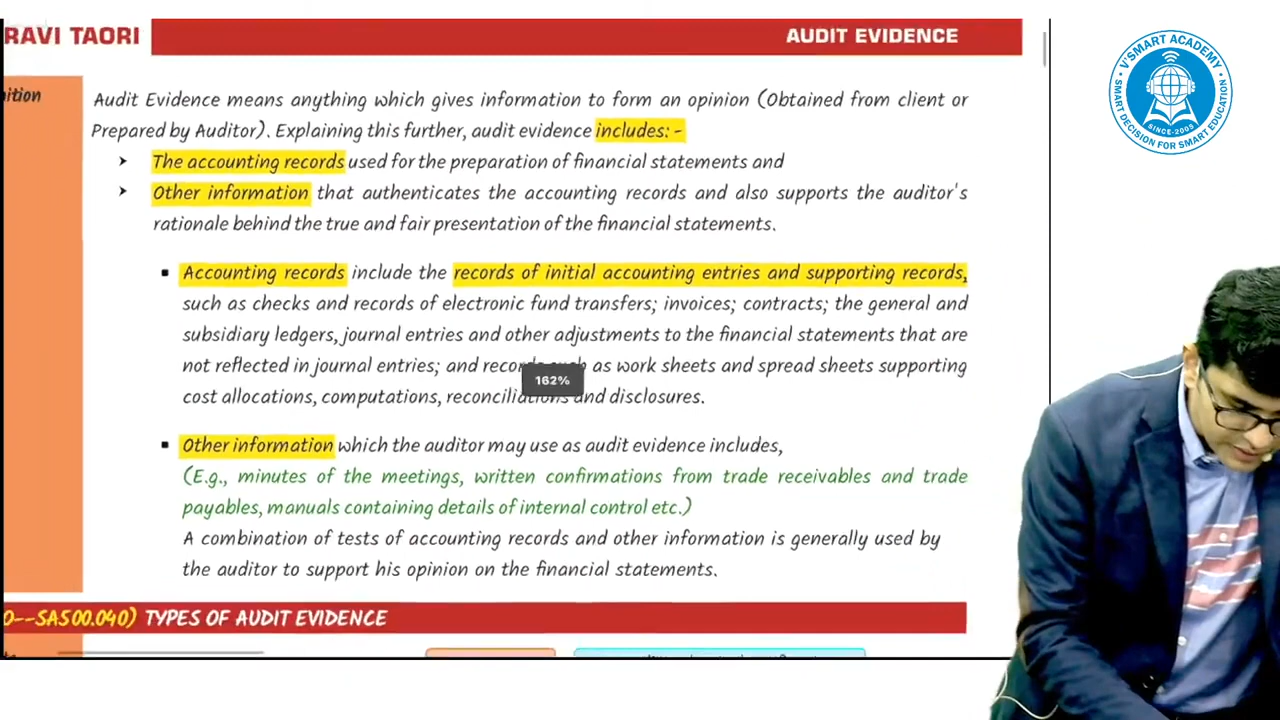 RAVI TAORI
AUDIT EVIDENCE
V'SMART ACADEMY
SMART DECISION FOR SMART EDUCATION
SINCE-2009
nition
Audit Evidence means anything which gives information to form an opinion (Obtained from client or
Prepared by Auditor). Explaining this further, audit evidence includes: -
➤ The accounting records used for the preparation of financial statements and
➤ Other information that authenticates the accounting records and also supports the auditor's
rationale behind the true and fair presentation of the financial statements.
▪ Accounting records include the records of initial accounting entries and supporting records,
such as checks and records of electronic fund transfers; invoices; contracts; the general and
subsidiary ledgers, journal entries and other adjustments to the financial statements that are
not reflected in journal entries; and records such as work sheets and spread sheets supporting
162%
cost allocations, computations, reconciliations and disclosures.
▪ Other information which the auditor may use as audit evidence includes,
(E.g., minutes of the meetings, written confirmations from trade receivables and trade
payables, manuals containing details of internal control etc.)
A combination of tests of accounting records and other information is generally used by
the auditor to support his opinion on the financial statements.
O--SA500.040) TYPES OF AUDIT EVIDENCE